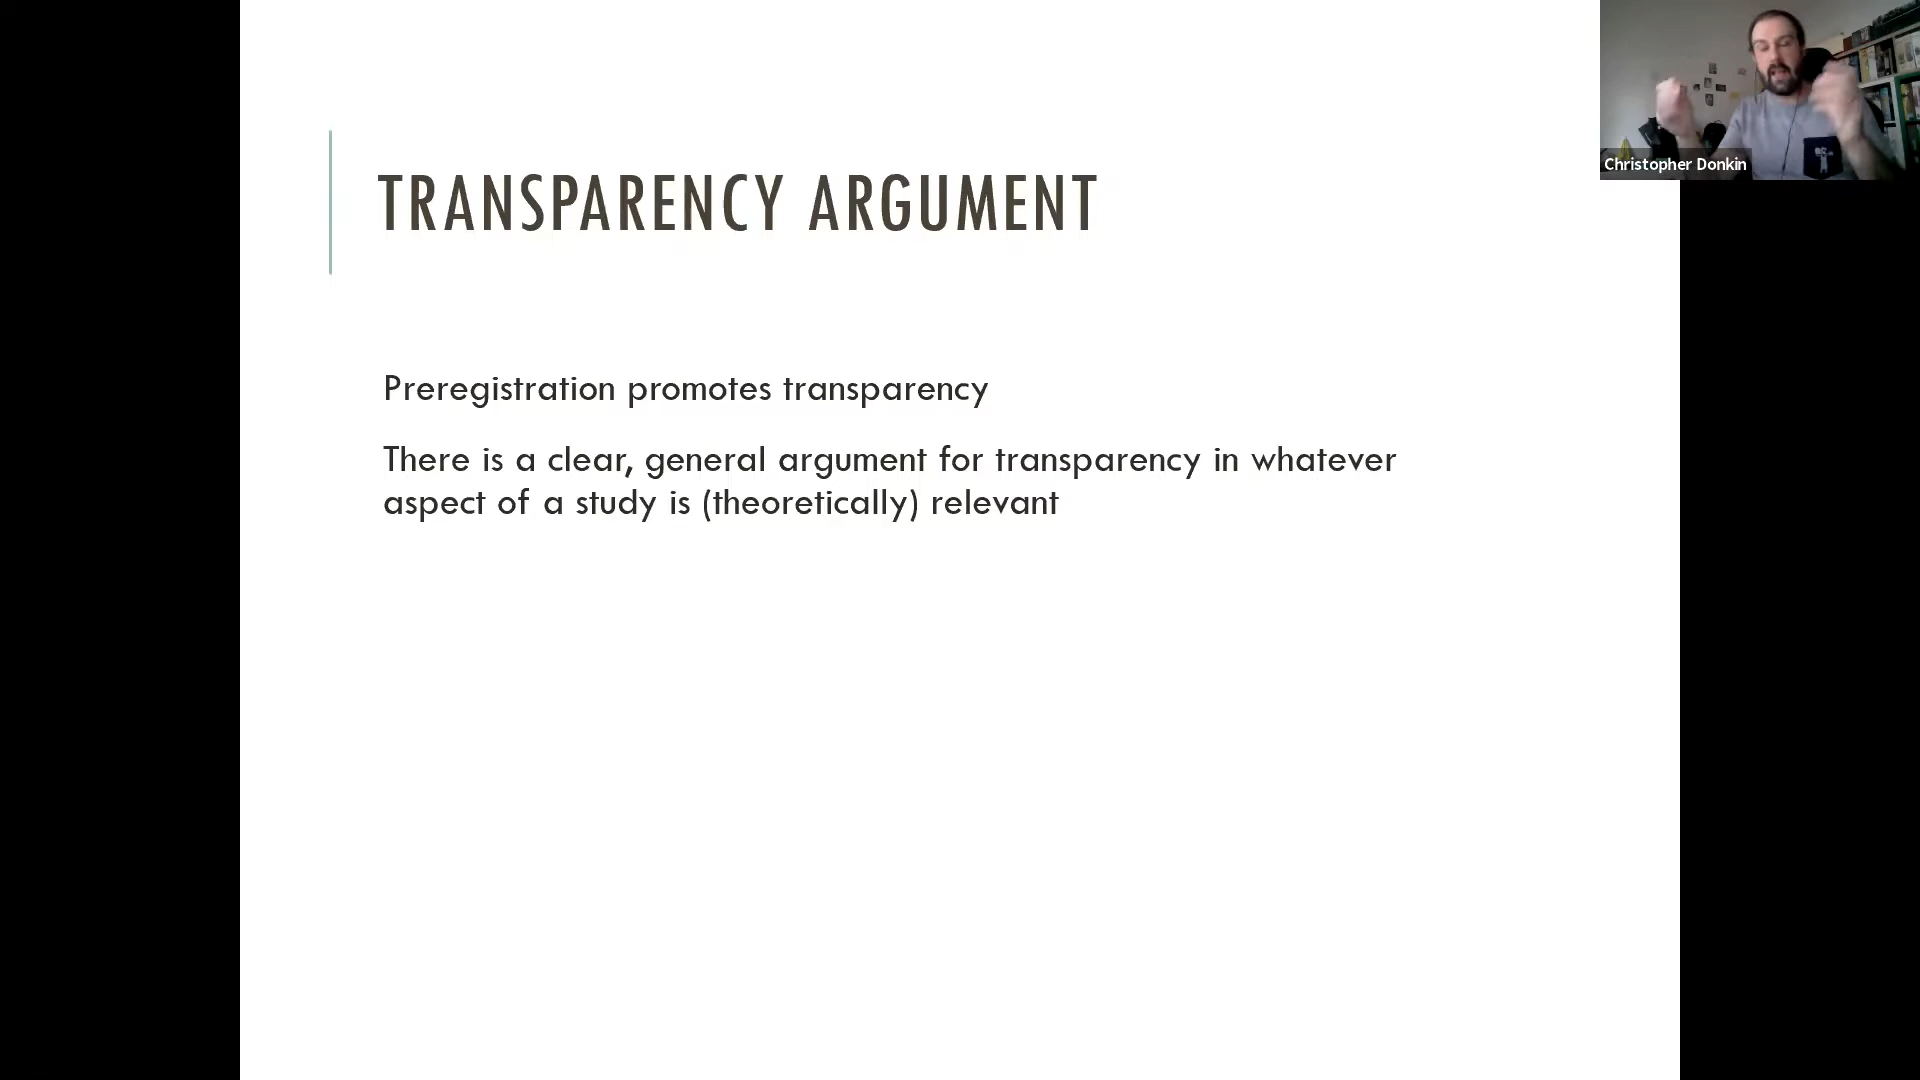 TRANSPARENCY ARGUMENT
Preregistration promotes transparency
There is a clear, general argument for transparency in whatever
aspect of a study is (theoretically) relevant
Christopher Donkin